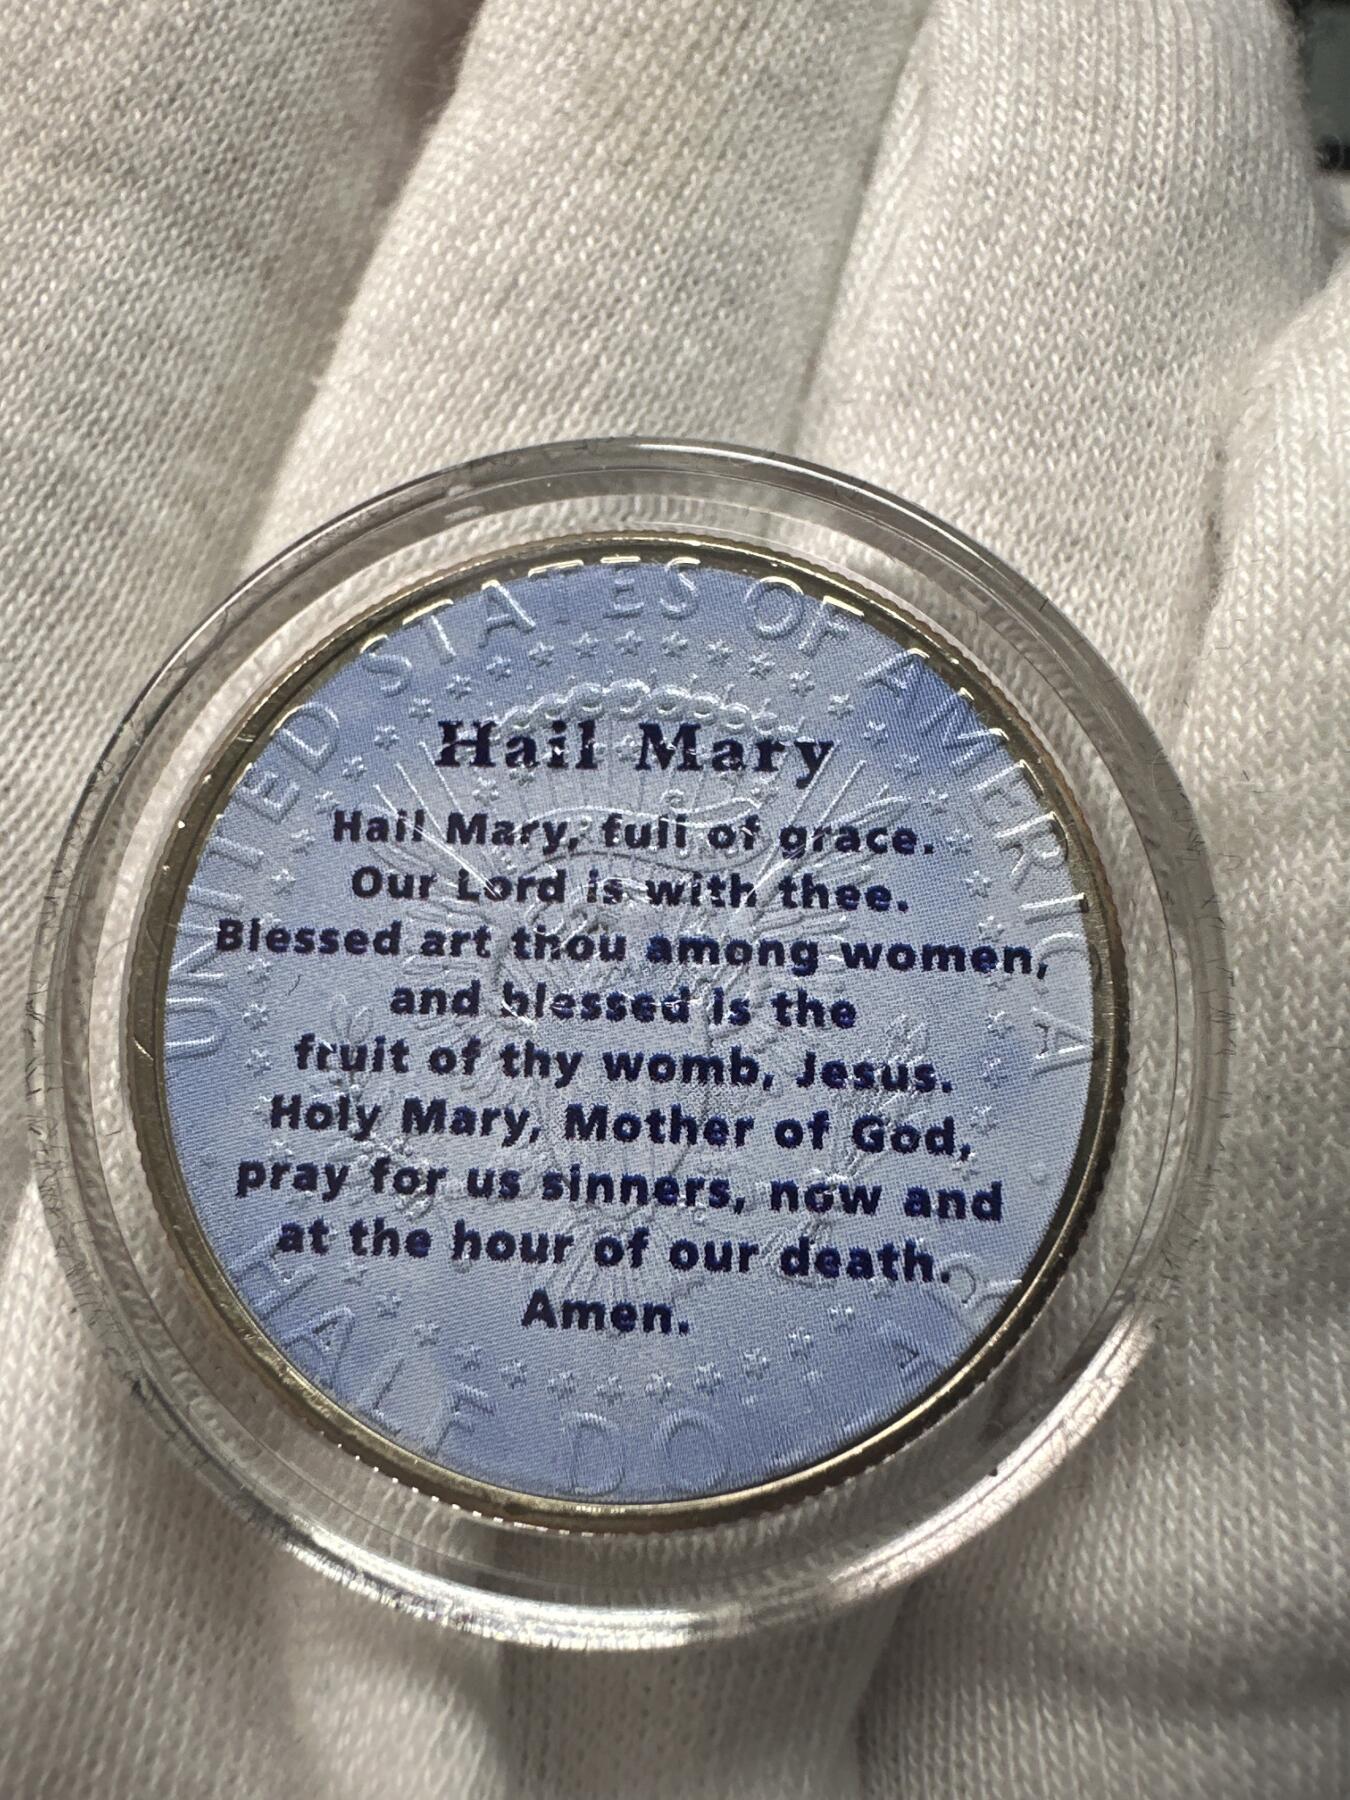 UNITED STATES OF AMERICA
Hail Mary
Hail Mary, full of grace.
Our Lord is with thee.
Blessed art thou among women,
and blessed is the
fruit of thy womb, Jesus.
Holy Mary, Mother of God,
pray for us sinners, now and
at the hour of our death.
Amen.
HALF DOLLAR